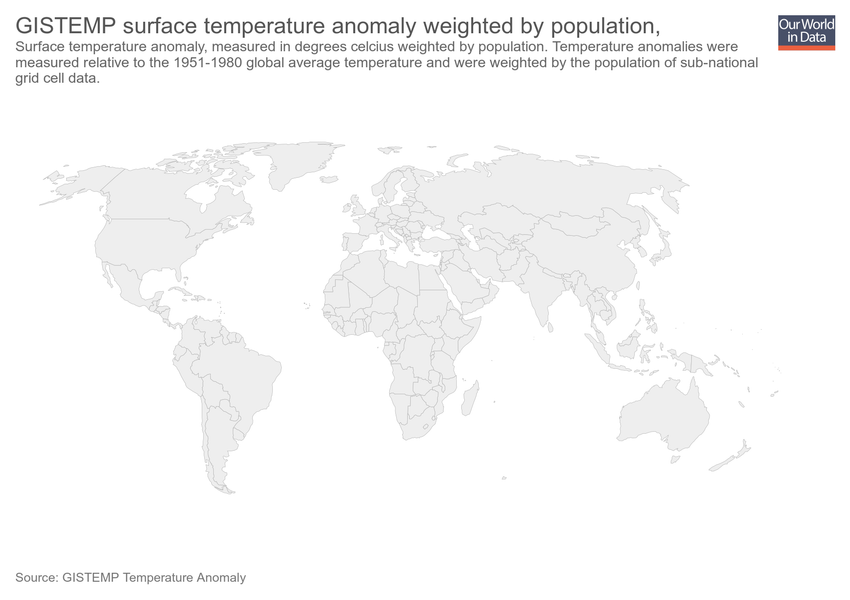 GISTEMP surface temperature anomaly weighted by population,
Our World
in Data
Surface temperature anomaly, measured in degrees celcius weighted by population. Temperature anomalies were
measured relative to the 1951-1980 global average temperature and were weighted by the population of sub-national
grid cell data.
Source: GISTEMP Temperature Anomaly